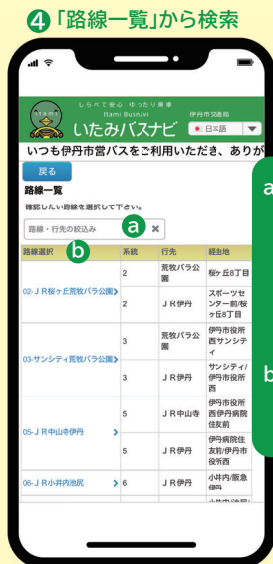 ❹「路線一覧」から検索
しらべて安心 ゆったり乗車
Itami Busnavi
伊丹市交通局
itami
いたみバスナビ
日本語
いつも伊丹市営バスをご利用いただき、ありが
戻る
路線一覧
確認したい路線を選択して下さい。
路線・行先の絞込み
a
b
路線選択 系統 行先 経由地
02-ＪＲ桜ヶ丘荒牧バラ公園
2 荒牧バラ公園 桜ヶ丘8丁目
2 ＪＲ伊丹 スポーツセンター前/桜ヶ丘8丁目
03-サンシティ荒牧バラ公園
3 荒牧バラ公園 伊丹市役所西サンシティ
3 ＪＲ伊丹 サンシティ/伊丹市役所西
05-ＪＲ中山寺伊丹
5 ＪＲ中山寺 伊丹市役所西伊丹病院住友前
5 ＪＲ伊丹 伊丹病院住友前/伊丹市役所西
06-ＪＲ小井内池尻
6 ＪＲ伊丹 小井内/阪急伊丹
a
b